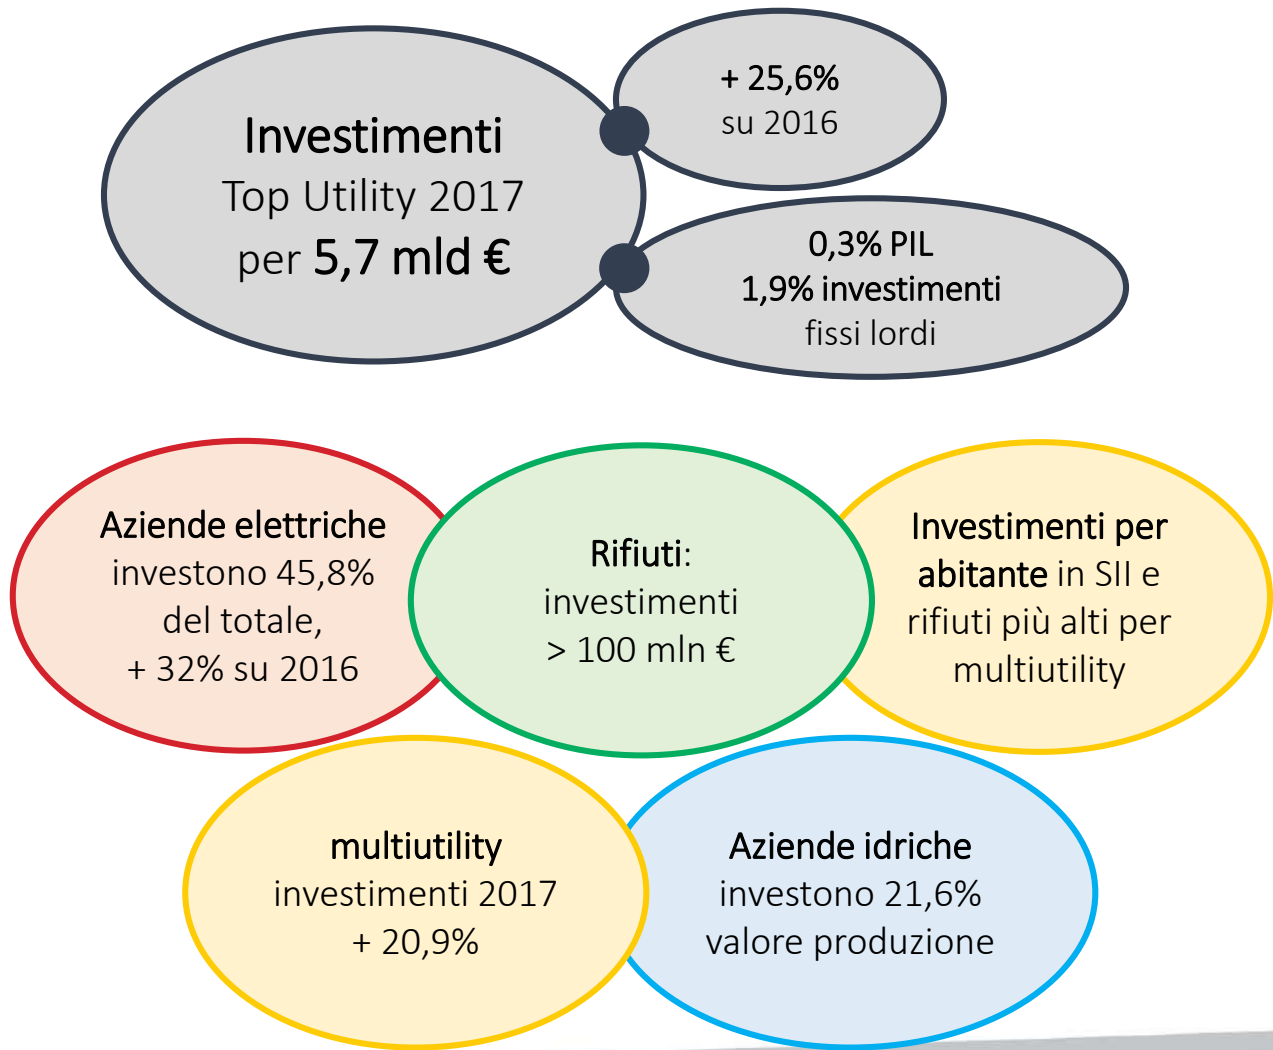 Investimenti
Top Utility 2017
per 5,7 mld €
+ 25,6%
su 2016
0,3% PIL
1,9% investimenti
fissi lordi
Aziende elettriche
investono 45,8%
del totale,
+ 32% su 2016
Rifiuti:
investimenti
> 100 mln €
Investimenti per
abitante in SII e
rifiuti più alti per
multiutility
multiutility
investimenti 2017
+ 20,9%
Aziende idriche
investono 21,6%
valore produzione